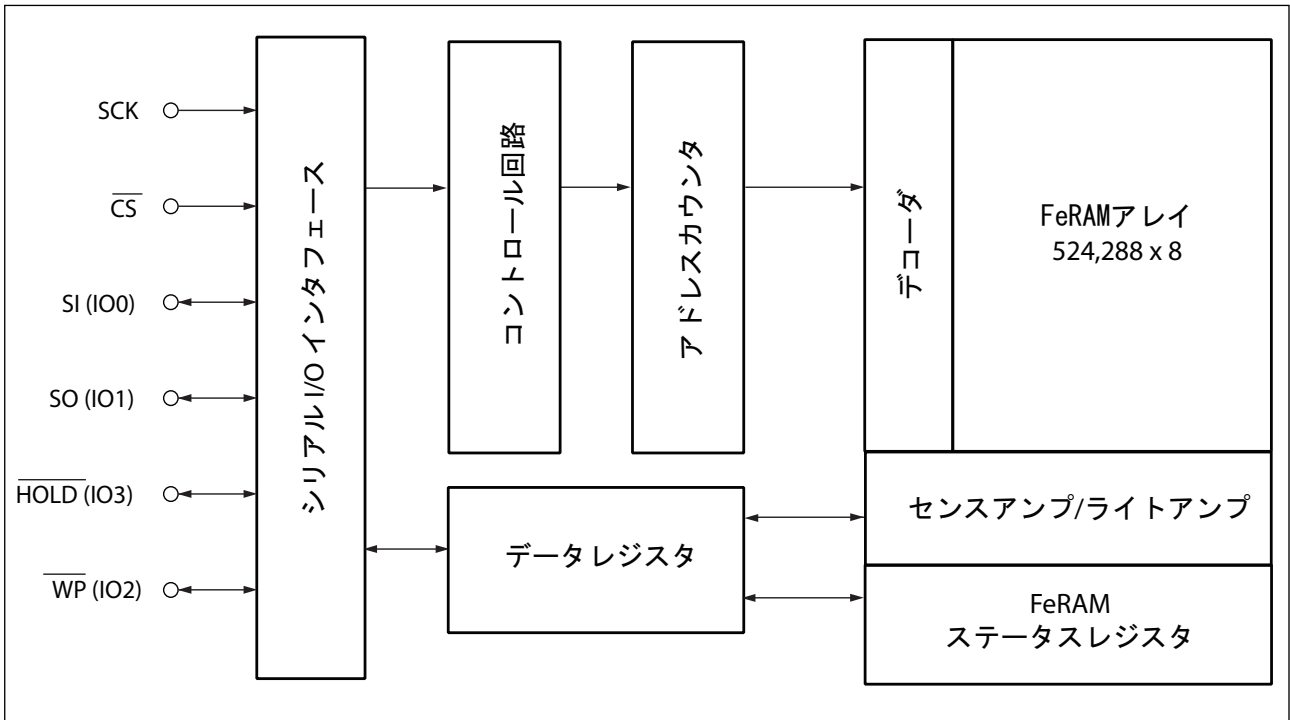 SCK
CS
SI (IO0)
SO (IO1)
HOLD (IO3)
WP (IO2)
シリアル I/O インタフェース
コントロール回路
アドレスカウンタ
データレジスタ
デコーダ
FeRAMアレイ
524,288 x 8
センスアンプ/ライトアンプ
FeRAM
ステータスレジスタ